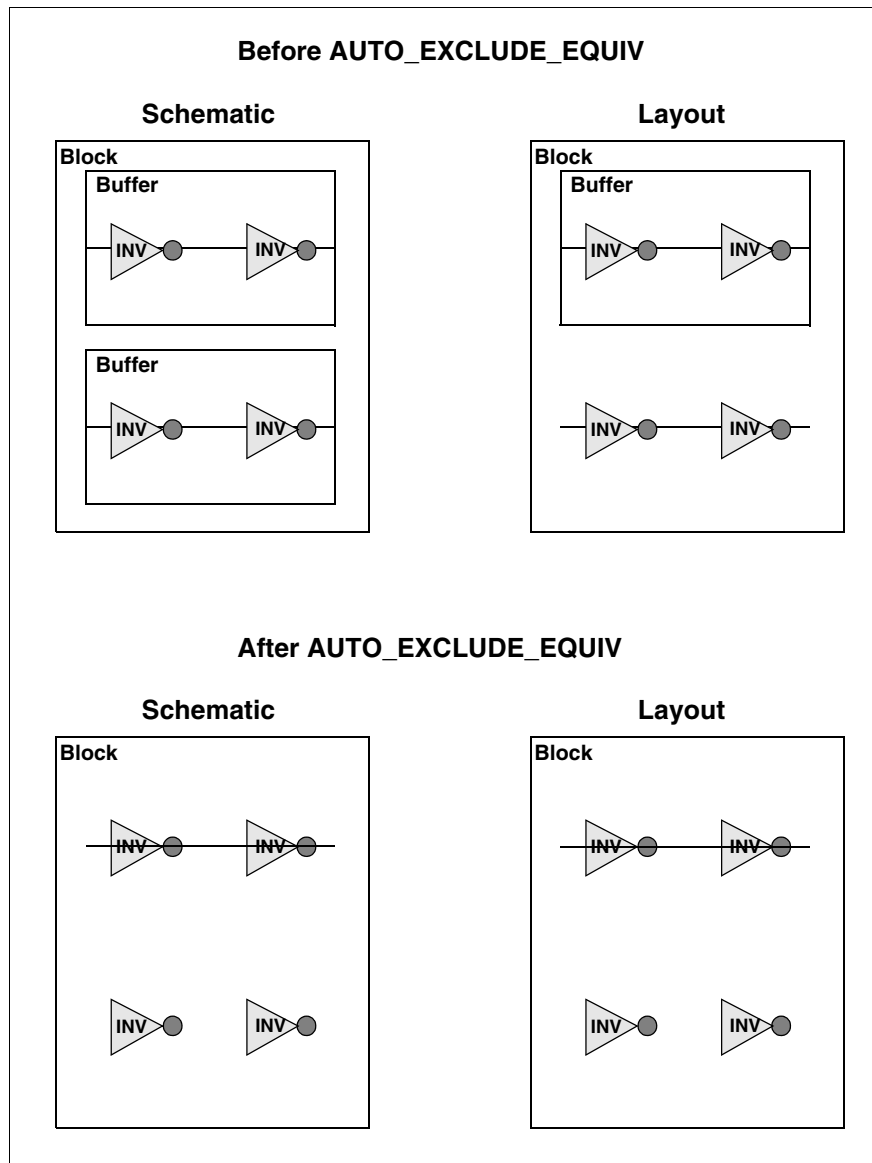 Before AUTO_EXCLUDE_EQUIV
Schematic Layout
Block Block
Buffer Buffer
INV INV INV INV
Buffer
INV INV INV INV
After AUTO_EXCLUDE_EQUIV
Schematic Layout
Block Block
INV INV INV INV
INV INV INV INV